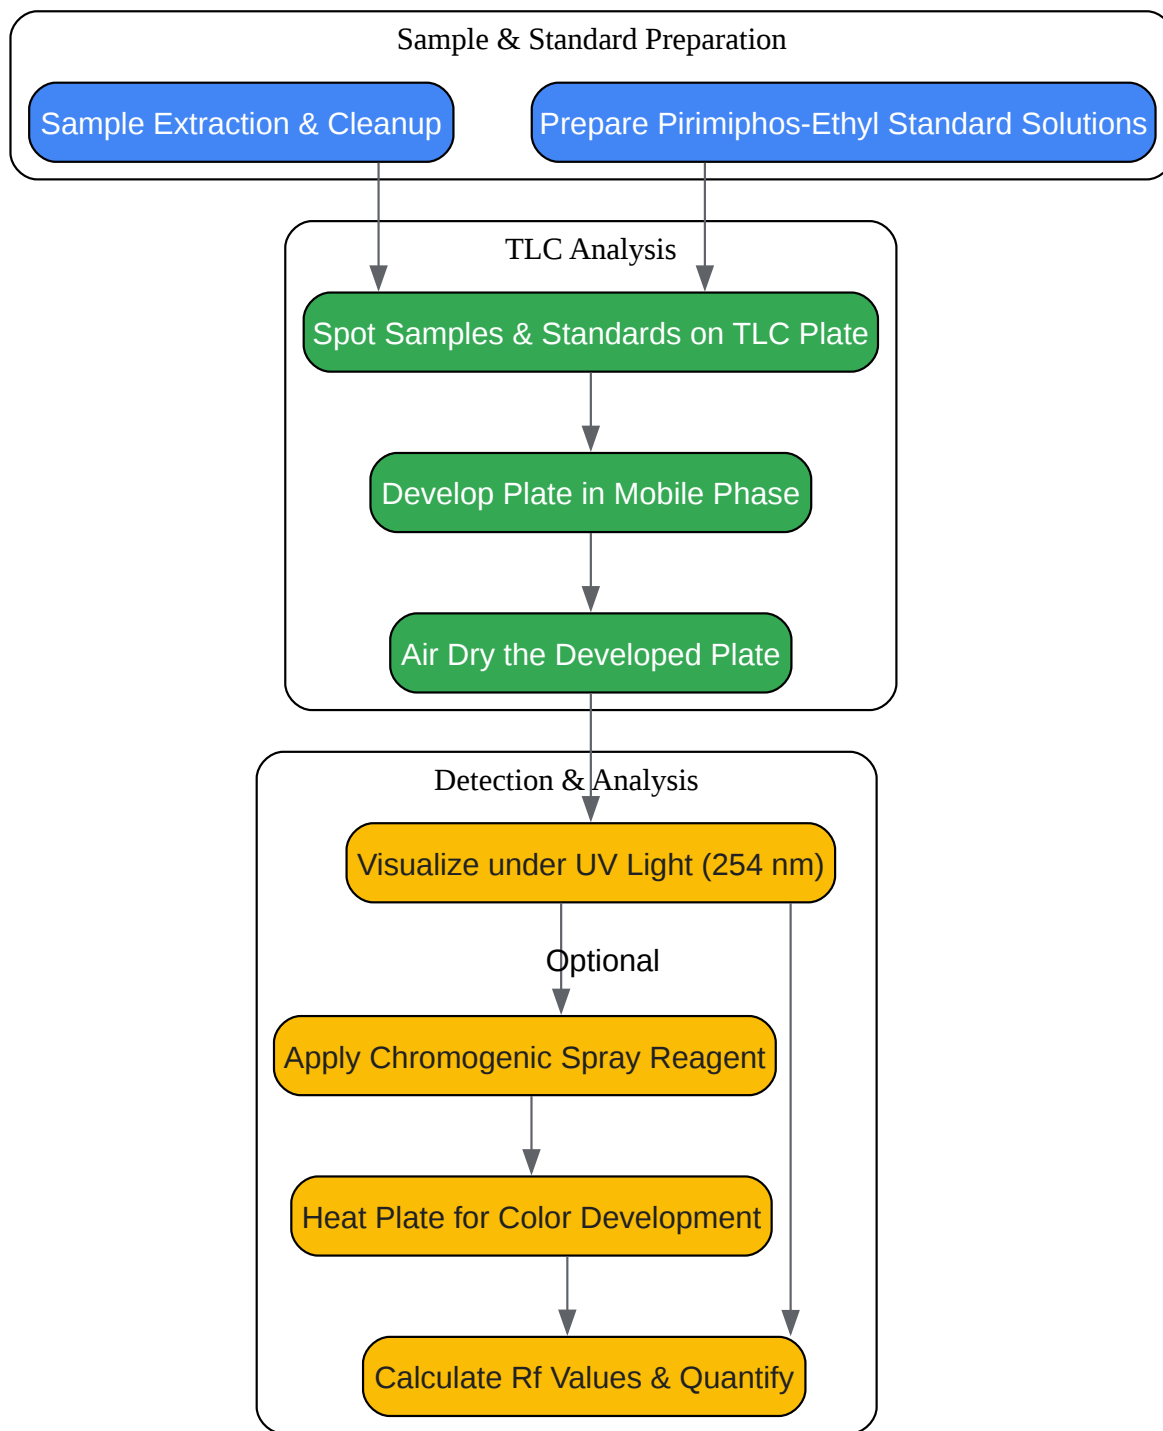 Sample & Standard Preparation
Sample Extraction & Cleanup
Prepare Pirimiphos-Ethyl Standard Solutions
TLC Analysis
Spot Samples & Standards on TLC Plate
Develop Plate in Mobile Phase
Air Dry the Developed Plate
Detection & Analysis
Visualize under UV Light (254 nm)
Optional
Apply Chromogenic Spray Reagent
Heat Plate for Color Development
Calculate Rf Values & Quantify